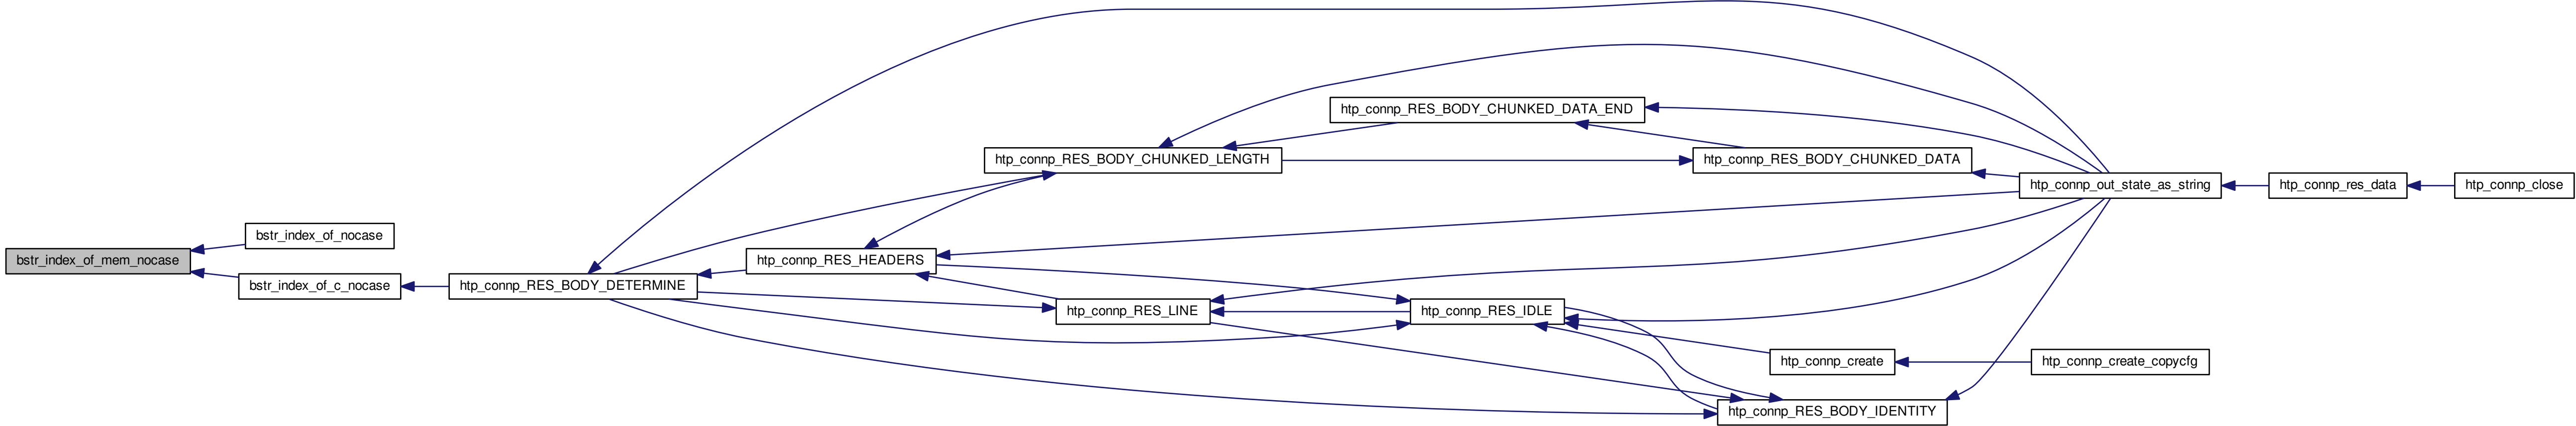 bstr_index_of_mem_nocase
bstr_index_of_nocase
bstr_index_of_c_nocase
htp_connp_RES_BODY_DETERMINE
htp_connp_RES_HEADERS
htp_connp_RES_BODY_CHUNKED_LENGTH
htp_connp_RES_LINE
htp_connp_RES_BODY_CHUNKED_DATA_END
htp_connp_RES_IDLE
htp_connp_RES_BODY_CHUNKED_DATA
htp_connp_create
htp_connp_RES_BODY_IDENTITY
htp_connp_out_state_as_string
htp_connp_create_copycfg
htp_connp_res_data
htp_connp_close